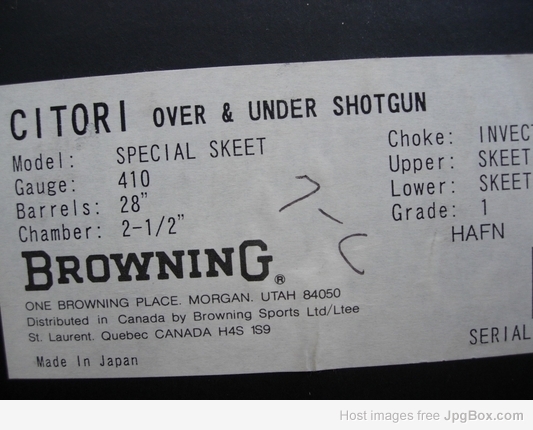 CITORI OVER & UNDER SHOTGUN
Model: SPECIAL SKEET
Gauge: 410
Barrels: 28"
Chamber: 2-1/2"
Choke: INVEC
Upper: SKEET
Lower: SKEET
Grade: 1
HAFN
BROWNING®
ONE BROWNING PLACE. MORGAN. UTAH 84050
Distributed in Canada by Browning Sports Ltd/Ltee
St. Laurent. Quebec CANADA H4S 1S9
Made In Japan
SERIAL
Host images free JpgBox.com